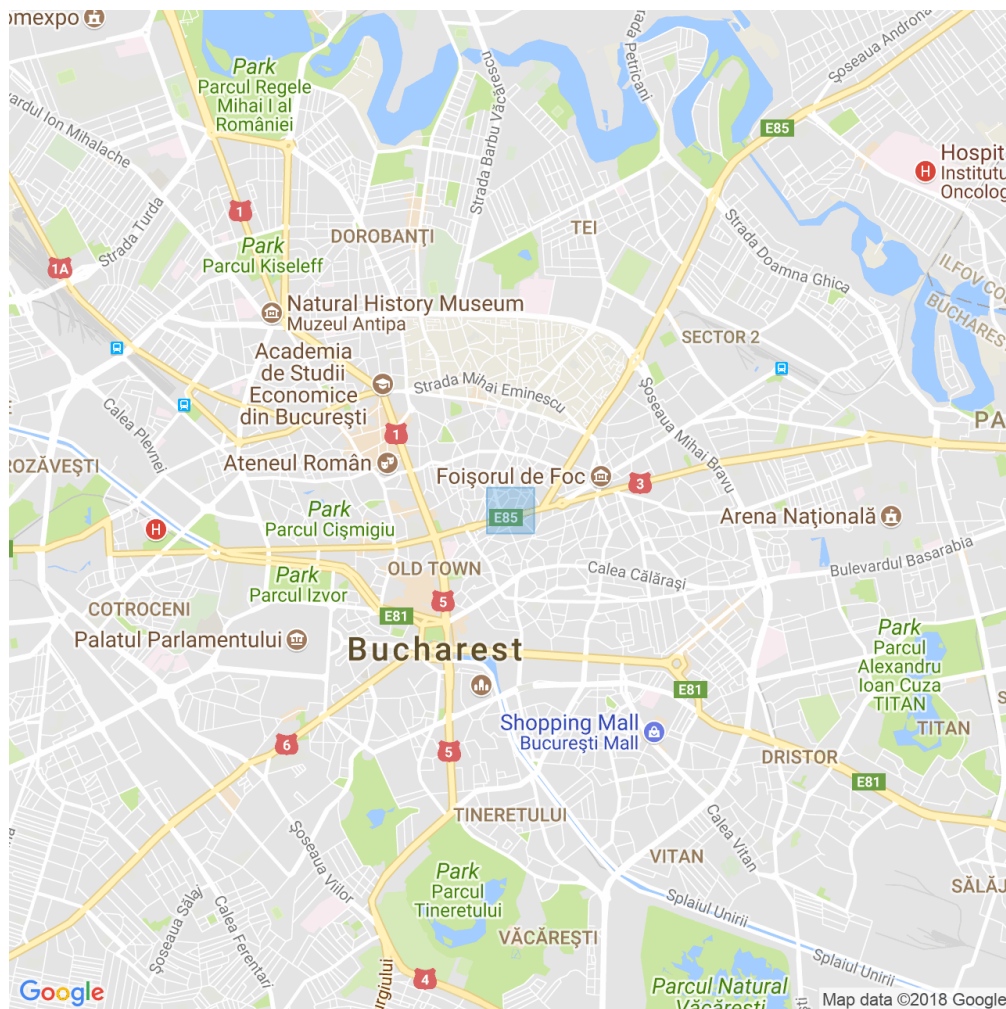 omexpo
Park
Parcul Regele
Mihai I al
României
Strada Barbu Văcărescu
Petricani
Șoseaua Androna
E85
Hospit
Institutu
Oncolog
Ion Mihalache
Strada Turda
1
DOROBANȚI
TEI
Park
Parcul Kiseleff
1A
Strada Doamna Ghica
ILFOV CO
BUCHAREST
Natural History Museum
Muzeul Antipa
SECTOR 2
Academia
de Studii
Economice
din București
Strada Mihai Eminescu
Șoseaua Mihai Bravu
Calea Plevnei
1
PA
ROZĂVEȘTI
Ateneul Român
Foișorul de Foc
3
Park
Parcul Cișmigiu
E85
Arena Națională
H
OLD TOWN
Calea Călărași
Bulevardul Basarabia
Park
Parcul Izvor
COTROCENI
E81
5
Palatul Parlamentului
Bucharest
Park
Parcul
Alexandru
Ioan Cuza
TITAN
E81
TITAN
Shopping Mall
București Mall
6
5
DRISTOR
E81
TINERETULUI
Calea Vitan
Șoseaua Viilor
VITAN
Park
Parcul
Tineretului
SĂLĂJ
Șoseaua Sălaj
Calea Ferentari
Splaiul Unirii
VĂCĂREȘTI
Splaiul Unirii
4
urgiului
Parcul Natural
Văcărești
Google
Map data ©2018 Google